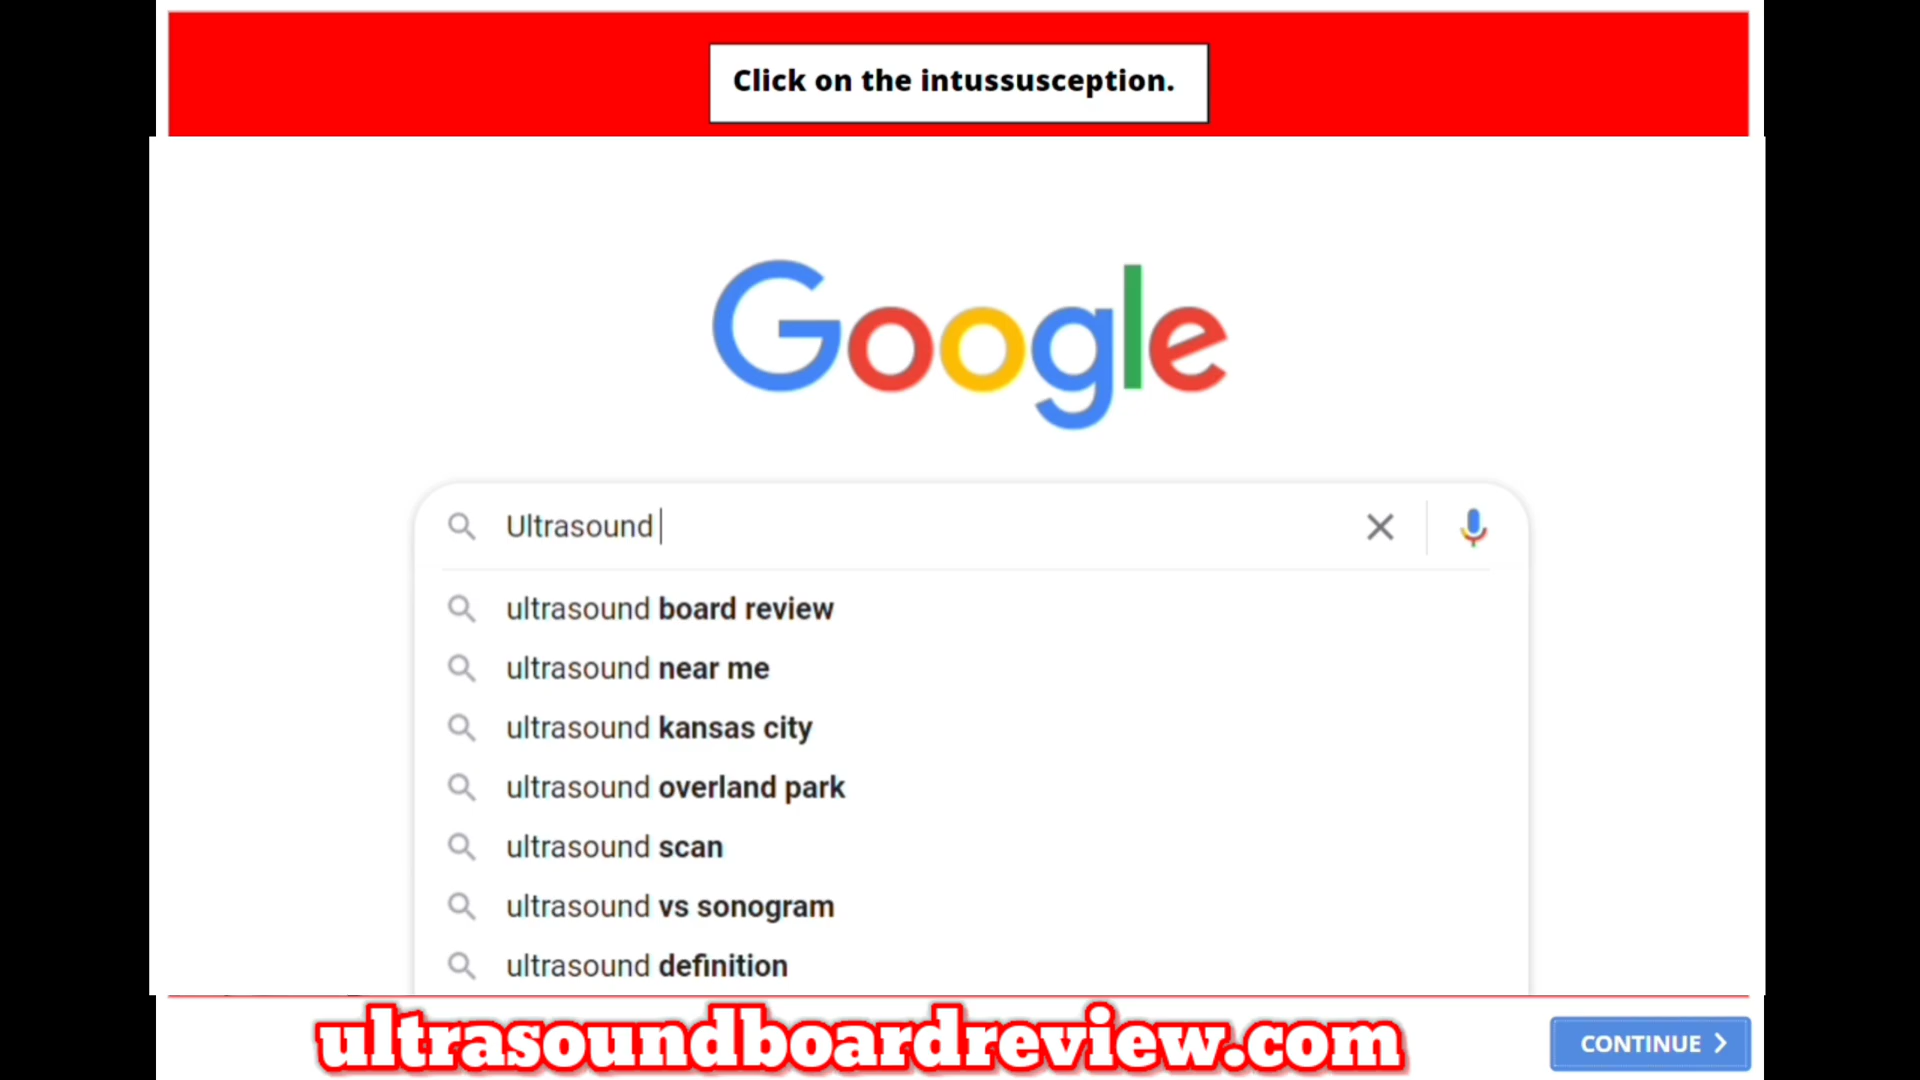 Click on the intussusception.
Google
Ultrasound
ultrasound board review
ultrasound near me
ultrasound kansas city
ultrasound overland park
ultrasound scan
ultrasound vs sonogram
ultrasound definition
ultrasoundboardreview.com
CONTINUE